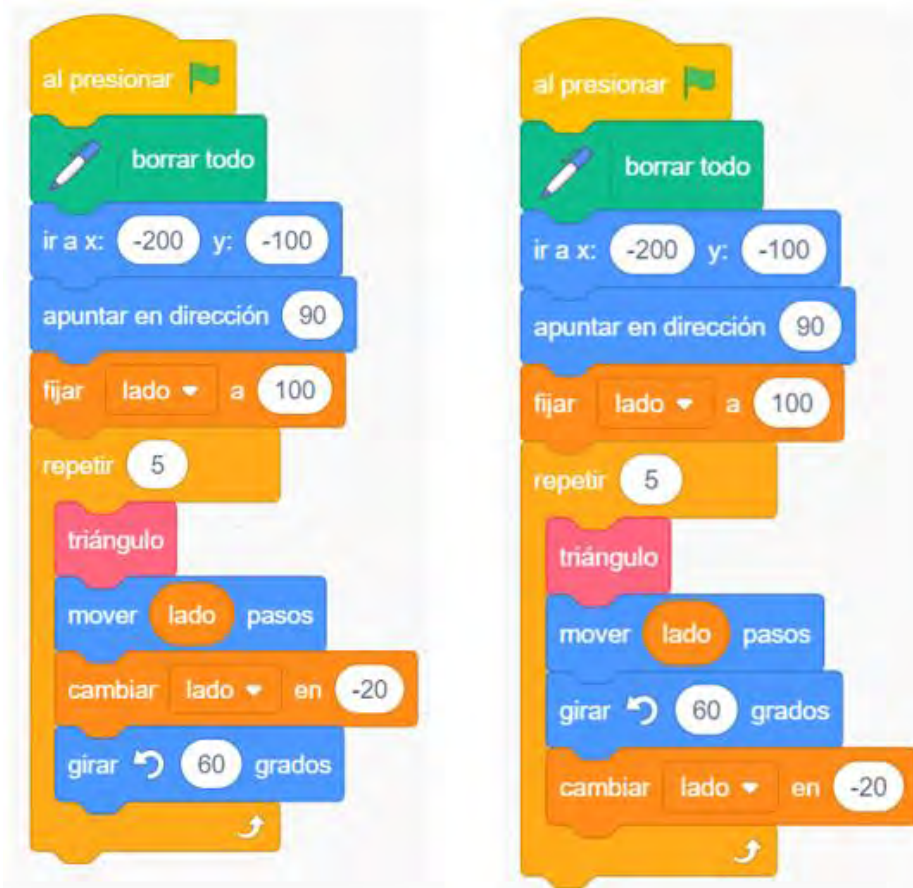 al presionar
borrar todo
ir a x: -200 y: -100
apuntar en dirección 90
fijar lado a 100
repetir 5
triángulo
mover lado pasos
cambiar lado en -20
girar 60 grados
al presionar
borrar todo
ir a x: -200 y: -100
apuntar en dirección 90
fijar lado a 100
repetir 5
triángulo
mover lado pasos
girar 60 grados
cambiar lado en -20